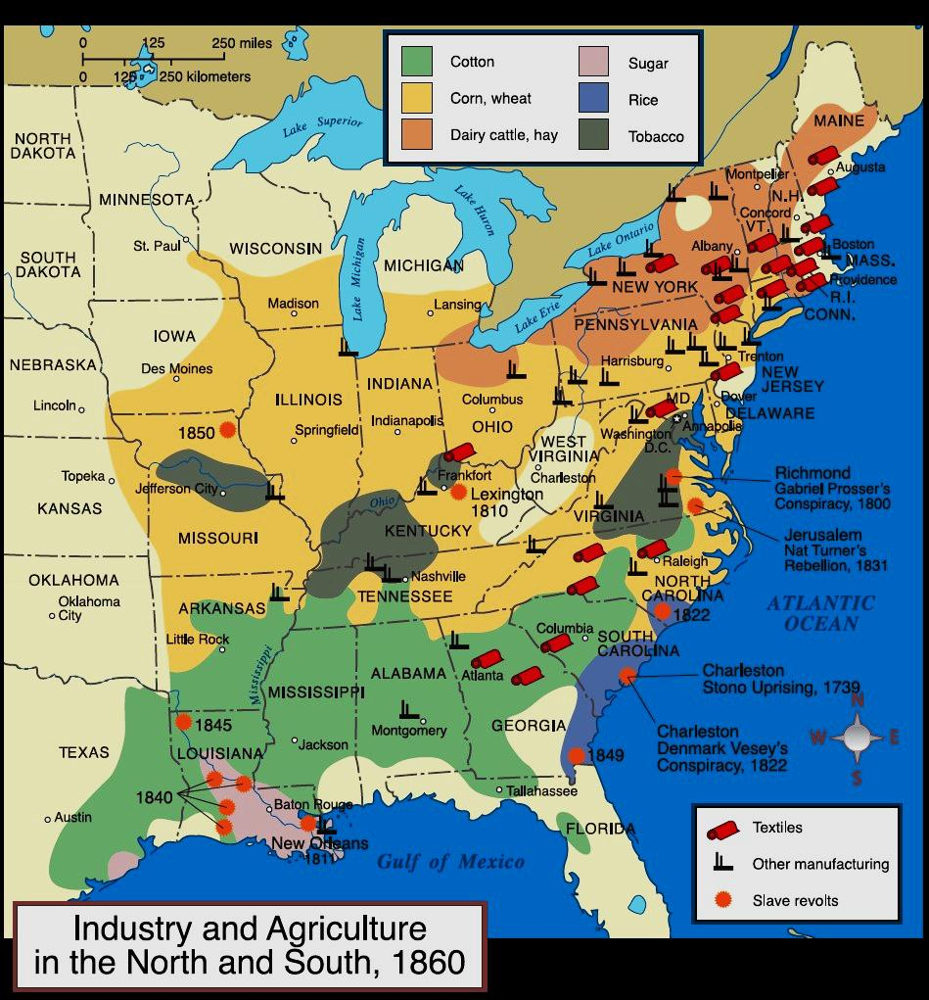 0 125 250 miles
0 125 250 kilometers
Cotton
Corn, wheat
Dairy cattle, hay
Sugar
Rice
Tobacco
NORTH
DAKOTA
MINNESOTA
St. Paul
SOUTH
DAKOTA
WISCONSIN
Madison
Lake Superior
Lake Michigan
Lake Huron
MICHIGAN
Lansing
Lake Ontario
Lake Erie
MAINE
Augusta
Montpelier
N.H.
Concord
VT.
Albany
Boston
MASS.
Providence
R.I.
CONN.
NEW YORK
PENNSYLVANIA
Harrisburg
Trenton
NEW
JERSEY
Dover
DELAWARE
MD.
Annapolis
Washington
D.C.
IOWA
Des Moines
NEBRASKA
Lincoln
ILLINOIS
Springfield
INDIANA
Indianapolis
Columbus
OHIO
WEST
VIRGINIA
Charleston
1850
Topeka
KANSAS
Jefferson City
MISSOURI
Frankfort
Lexington
1810
Ohio
KENTUCKY
VIRGINIA
Richmond
Gabriel Prosser's
Conspiracy, 1800
Jerusalem
Nat Turner's
Rebellion, 1831
OKLAHOMA
Oklahoma
City
ARKANSAS
Little Rock
Nashville
TENNESSEE
Raleigh
NORTH
CAROLINA
1822
ATLANTIC
OCEAN
Columbia
SOUTH
CAROLINA
Charleston
Stono Uprising, 1739
Charleston
Denmark Vesey's
Conspiracy, 1822
Mississippi
MISSISSIPPI
Jackson
ALABAMA
Montgomery
Atlanta
GEORGIA
1849
TEXAS
Austin
1845
LOUISIANA
1840
Baton Rouge
New Orleans
1811
Tallahassee
FLORIDA
Gulf of Mexico
N
W E
S
Textiles
Other manufacturing
Slave revolts
Industry and Agriculture
in the North and South, 1860